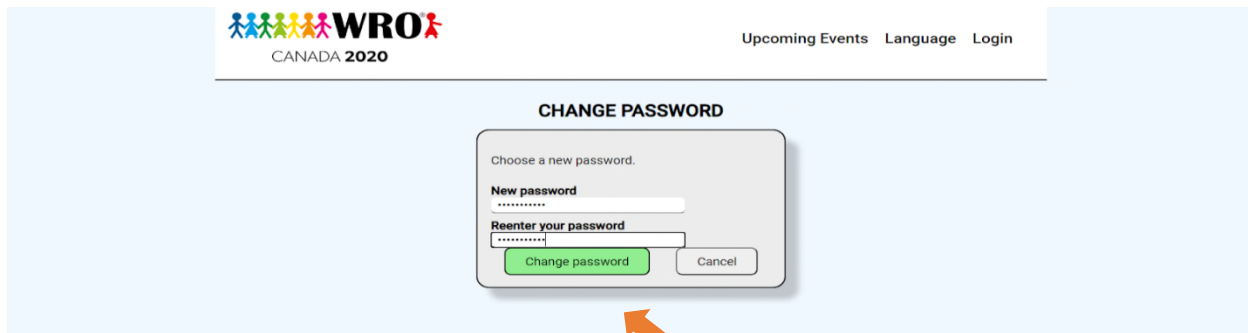 WRO®
CANADA 2020
Upcoming Events Language Login
CHANGE PASSWORD
Choose a new password.
New password
•••••••••••
Reenter your password
•••••••••••
Change password Cancel